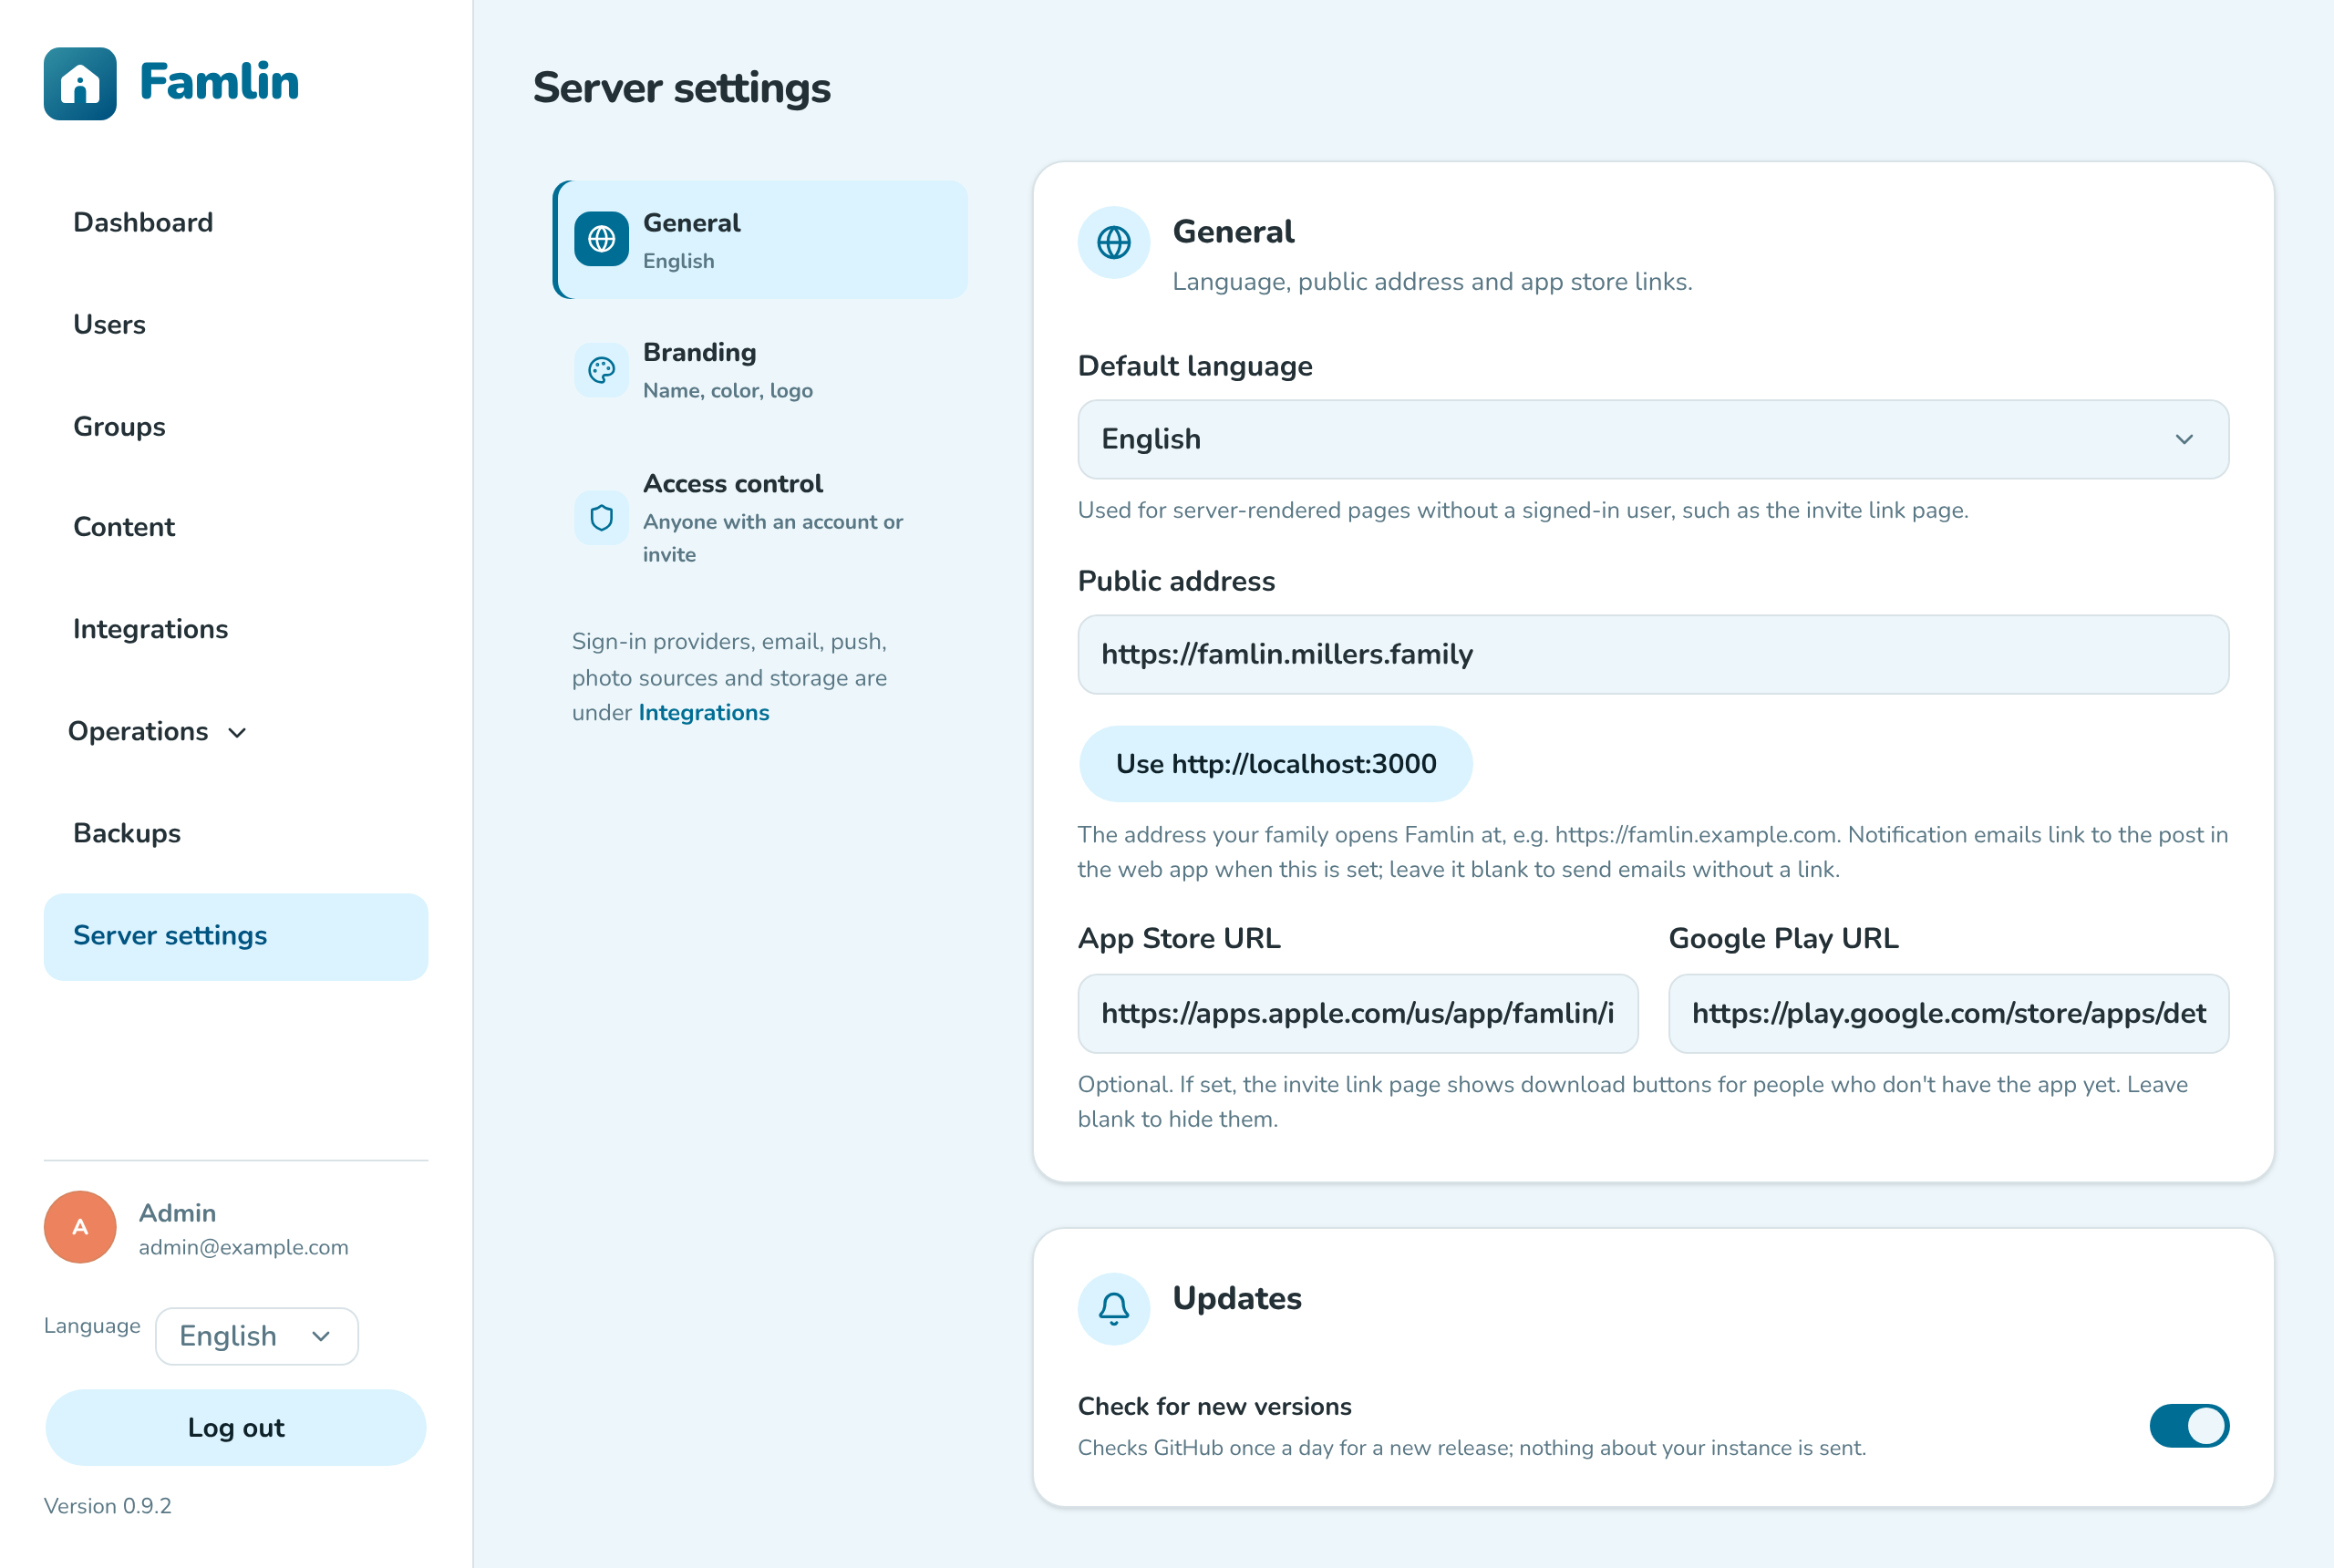 Famlin
Dashboard
Users
Groups
Content
Integrations
Operations
Backups
Server settings
A
Admin
admin@example.com
Language
English
Log out
Version 0.9.2
Server settings
General
English
Branding
Name, color, logo
Access control
Anyone with an account or
invite
Sign-in providers, email, push,
photo sources and storage are
under Integrations
General
Language, public address and app store links.
Default language
English
Used for server-rendered pages without a signed-in user, such as the invite link page.
Public address
https://famlin.millers.family
Use http://localhost:3000
The address your family opens Famlin at, e.g. https://famlin.example.com. Notification emails link to the post in
the web app when this is set; leave it blank to send emails without a link.
App Store URL
Google Play URL
https://apps.apple.com/us/app/famlin/i
https://play.google.com/store/apps/det
Optional. If set, the invite link page shows download buttons for people who don't have the app yet. Leave
blank to hide them.
Updates
Check for new versions
Checks GitHub once a day for a new release; nothing about your instance is sent.